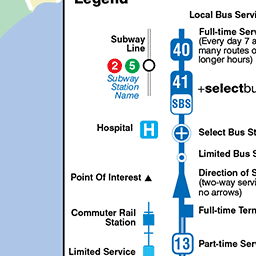 Legend
Local Bus Servi
Subway
Line
2 5
Subway
Station
Name
Hospital H
Point Of Interest
Commuter Rail
Station
Limited Service
40
Full-time Serv
(Every day 7 a
many routes o
longer hours)
41
SBS
+selectbu
Select Bus St
Limited Bus S
Direction of S
(two-way servi
no arrows)
Full-time Term
13
Part-time Serv